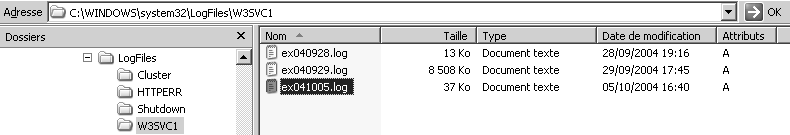 Adresse C:\WINDOWS\system32\LogFiles\W3SVC1 OK
Dossiers
LogFiles
Cluster
HTTPERR
Shutdown
W3SVC1
Nom Taille Type Date de modification Attributs
ex040928.log 13 Ko Document texte 28/09/2004 19:16 A
ex040929.log 8 508 Ko Document texte 29/09/2004 17:45 A
ex041005.log 37 Ko Document texte 05/10/2004 16:40 A